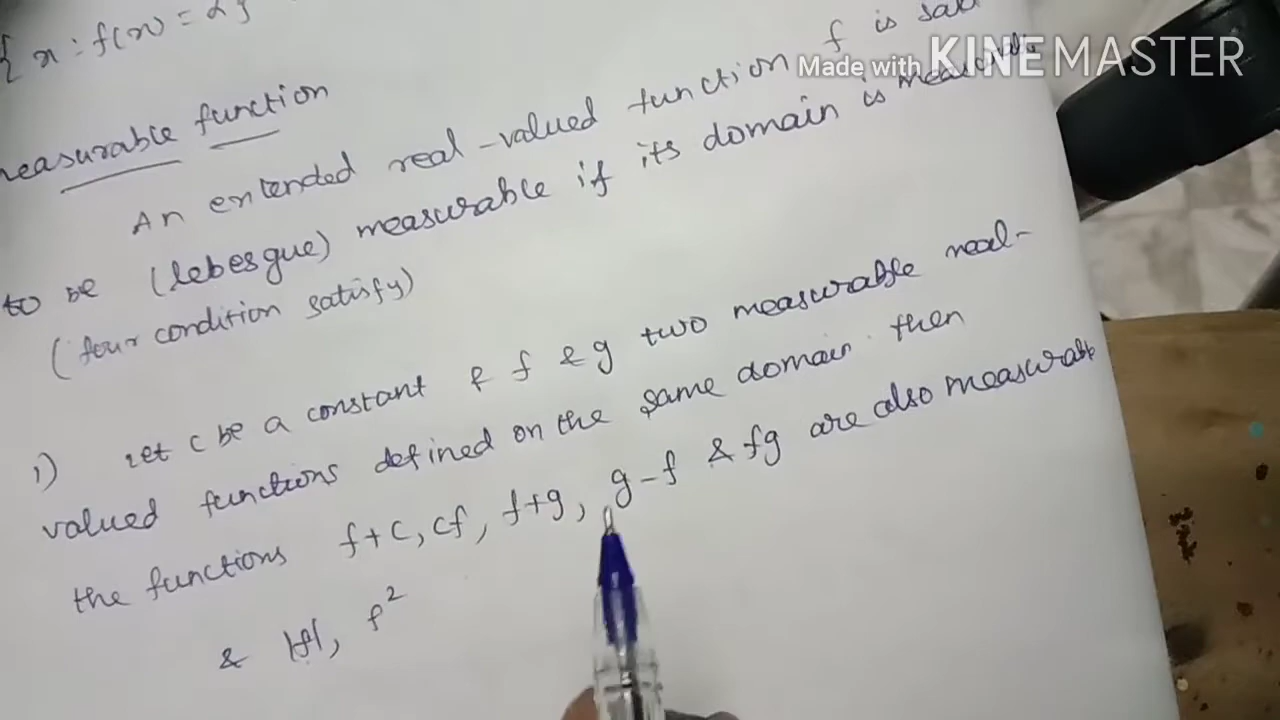 { x : f(x) = α }
measurable function
An extended real-valued function f is said
to be (lebesgue) measurable if its domain is measurable
(four condition satisfy)
1) Let C be a constant & f & g two measurable real-
valued functions defined on the same domain. then
the functions f+C, Cf, f+g, g-f & fg are also measurable
& |f|, f²
Made with KINEMASTER